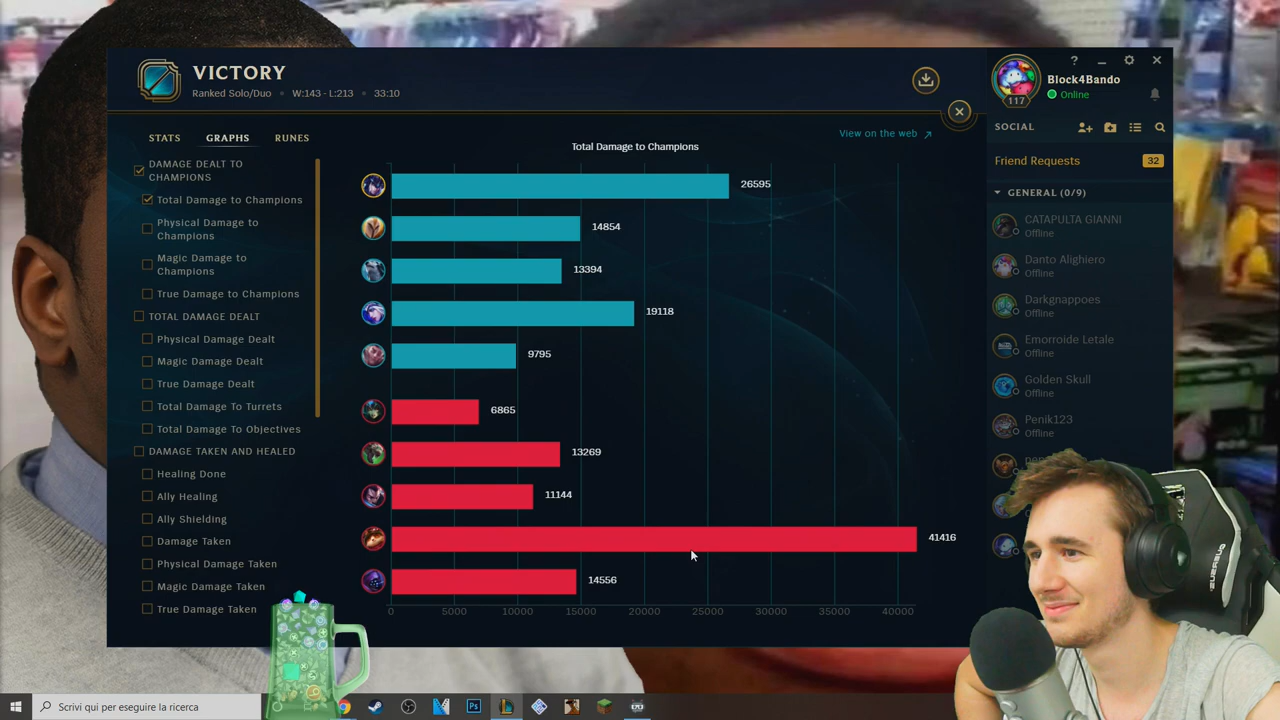 VICTORY
Ranked Solo/Duo • W:143 - L:213 • 33:10
Block4Bando
Online
117
STATS GRAPHS RUNES
View on the web
SOCIAL
Friend Requests 32
GENERAL (0/9)
CATAPULTA GIANNI
Offline
Danto Alighiero
Offline
Darkgnappoes
Offline
Emorroide Letale
Offline
Golden Skull
Offline
Penik123
Offline
DAMAGE DEALT TO
CHAMPIONS
Total Damage to Champions
Physical Damage to
Champions
Magic Damage to
Champions
True Damage to Champions
TOTAL DAMAGE DEALT
Physical Damage Dealt
Magic Damage Dealt
True Damage Dealt
Total Damage To Turrets
Total Damage To Objectives
DAMAGE TAKEN AND HEALED
Healing Done
Ally Healing
Ally Shielding
Damage Taken
Physical Damage Taken
Magic Damage Taken
True Damage Taken
Total Damage to Champions
26595
14854
13394
19118
9795
6865
13269
11144
41416
14556
0 5000 10000 15000 20000 25000 30000 35000 40000
Scrivi qui per eseguire la ricerca
Ps